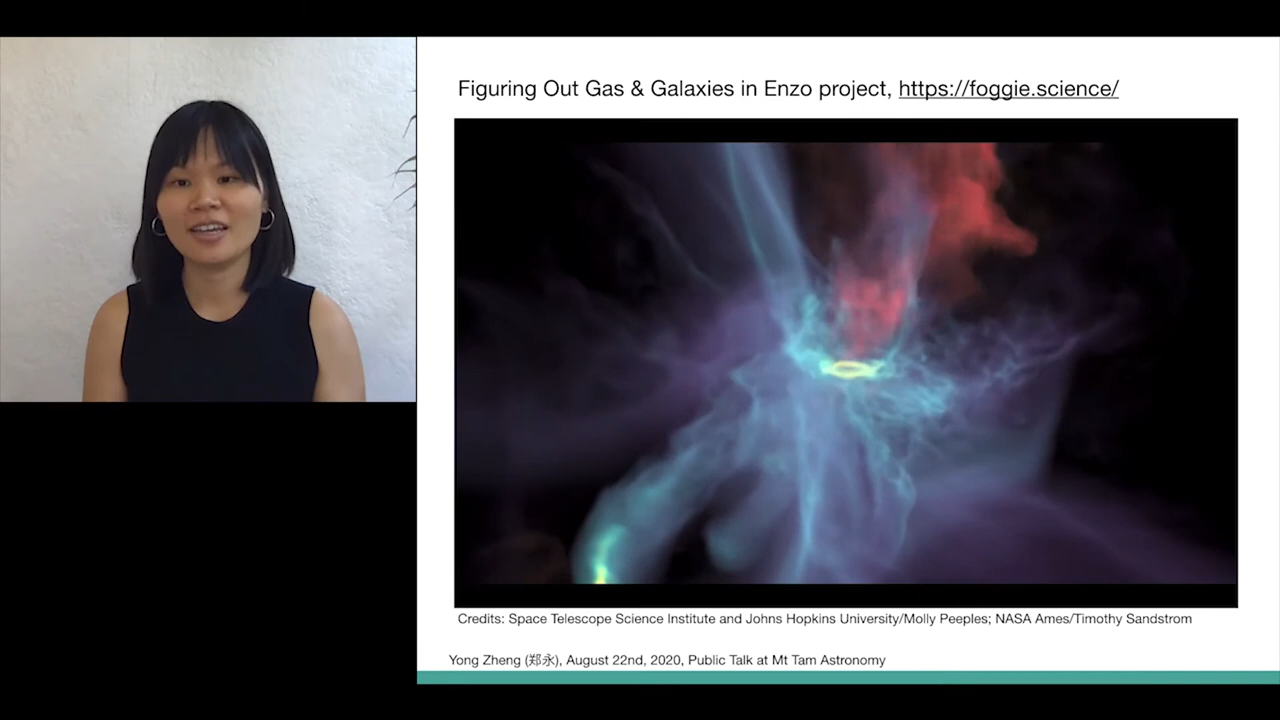 Figuring Out Gas & Galaxies in Enzo project, https://foggie.science/
Credits: Space Telescope Science Institute and Johns Hopkins University/Molly Peeples; NASA Ames/Timothy Sandstrom
Yong Zheng (郑永), August 22nd, 2020, Public Talk at Mt Tam Astronomy